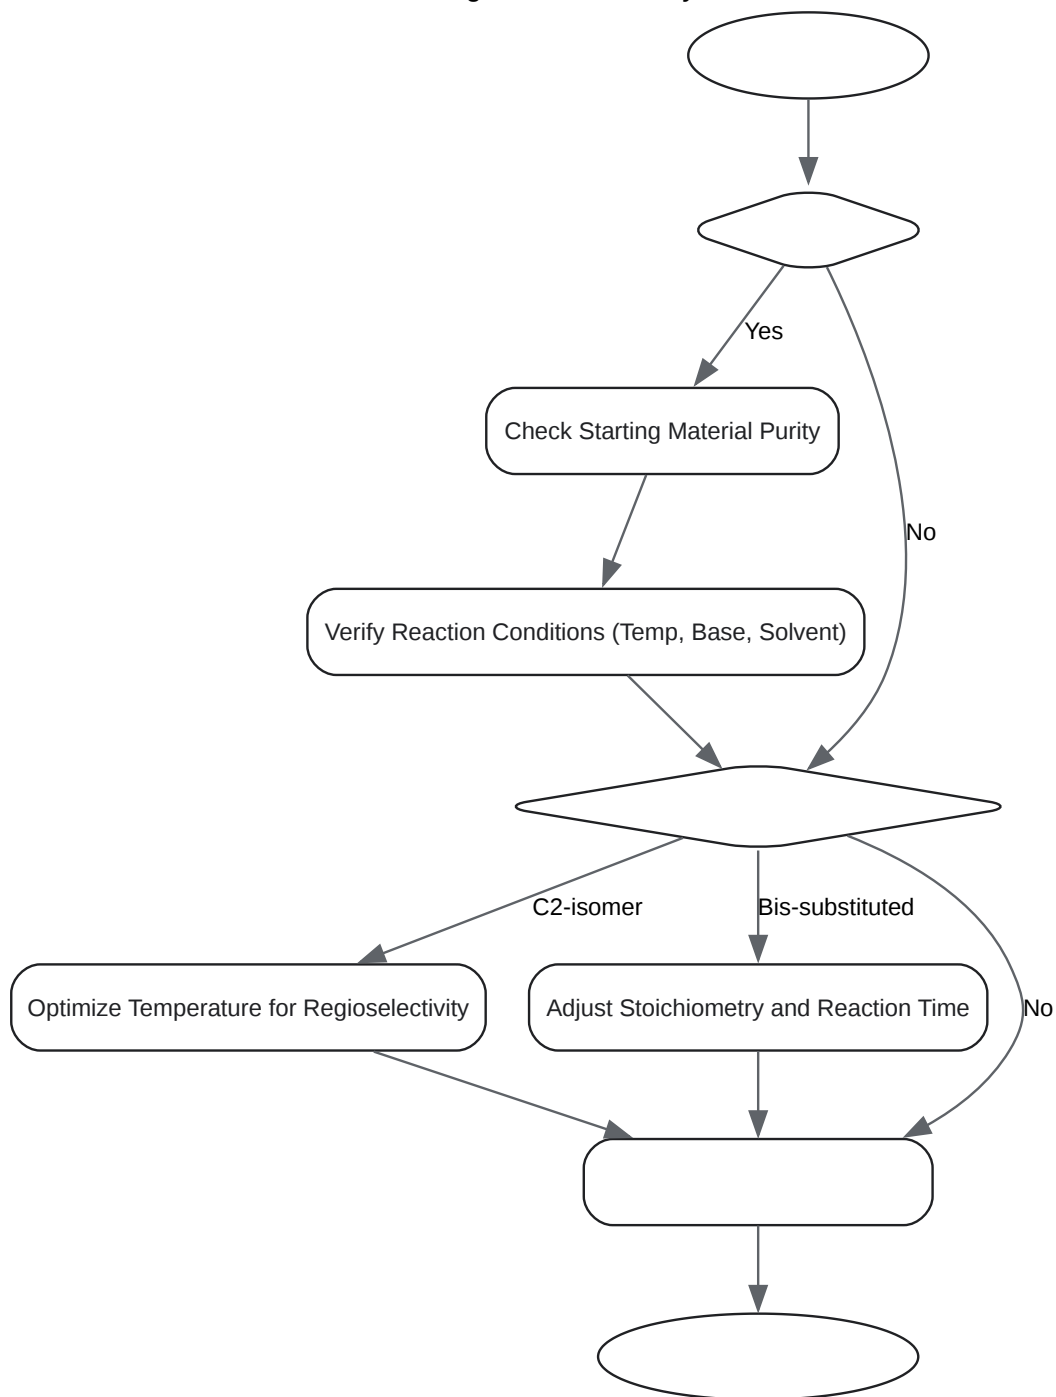 Yes
Check Starting Material Purity
No
Verify Reaction Conditions (Temp, Base, Solvent)
C2-isomer
Bis-substituted
Optimize Temperature for Regioselectivity
Adjust Stoichiometry and Reaction Time
No